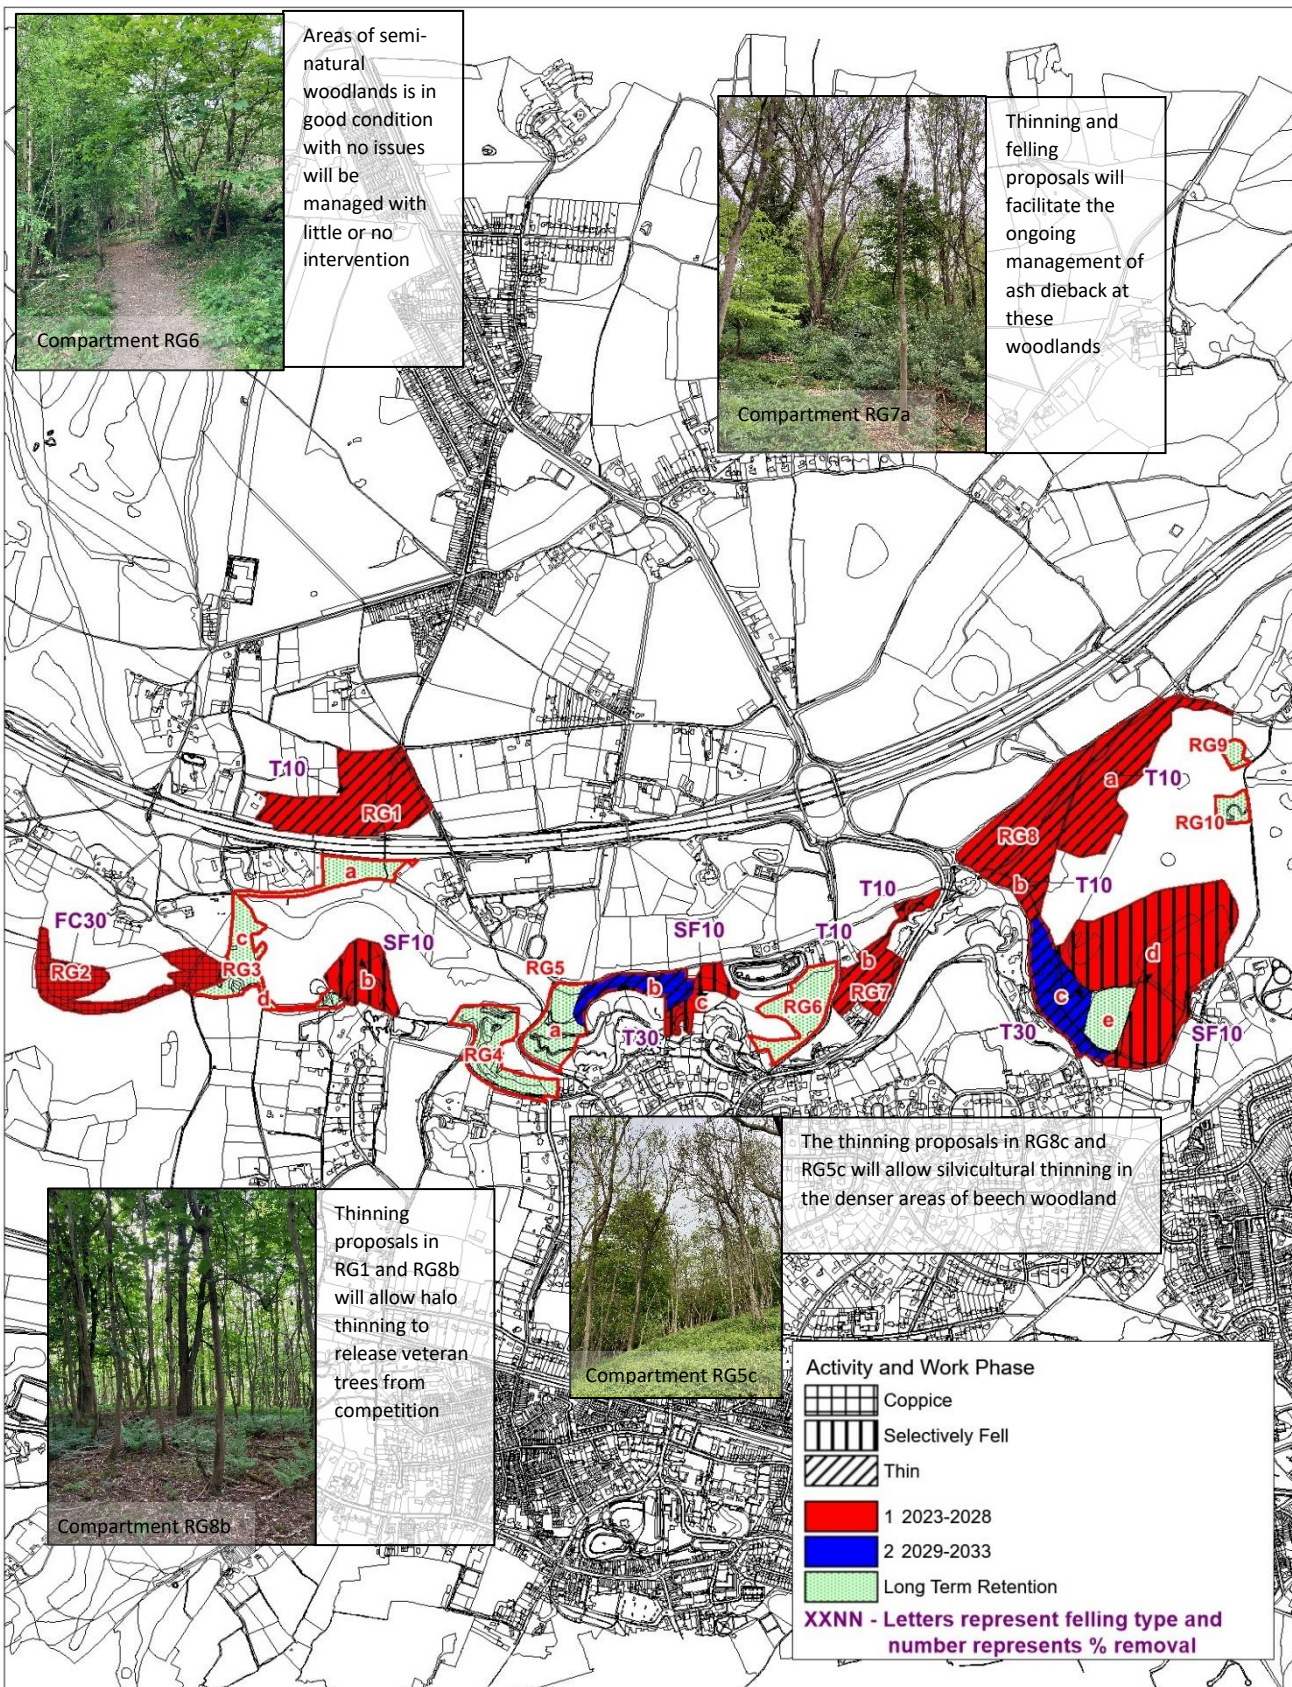 Areas of semi-
natural
woodlands is in
good condition
with no issues
will be
managed with
little or no
intervention
Compartment RG6
Thinning and
felling
proposals will
facilitate the
ongoing
management of
ash dieback at
these
woodlands
Compartment RG7a
T10
RG1
a
FC30
RG2
c
RG3
d
b
SF10
RG4
RG5
a
b
T30
SF10
c
RG6
T10
T10
b
RG7
RG8
a
T10
b
T10
RG9
RG10
c
T30
d
e
SF10
The thinning proposals in RG8c and
RG5c will allow silvicultural thinning in
the denser areas of beech woodland
Compartment RG5c
Thinning
proposals in
RG1 and RG8b
will allow halo
thinning to
release veteran
trees from
competition
Compartment RG8b
Activity and Work Phase
Coppice
Selectively Fell
Thin
1 2023-2028
2 2029-2033
Long Term Retention
XXNN - Letters represent felling type and
number represents % removal